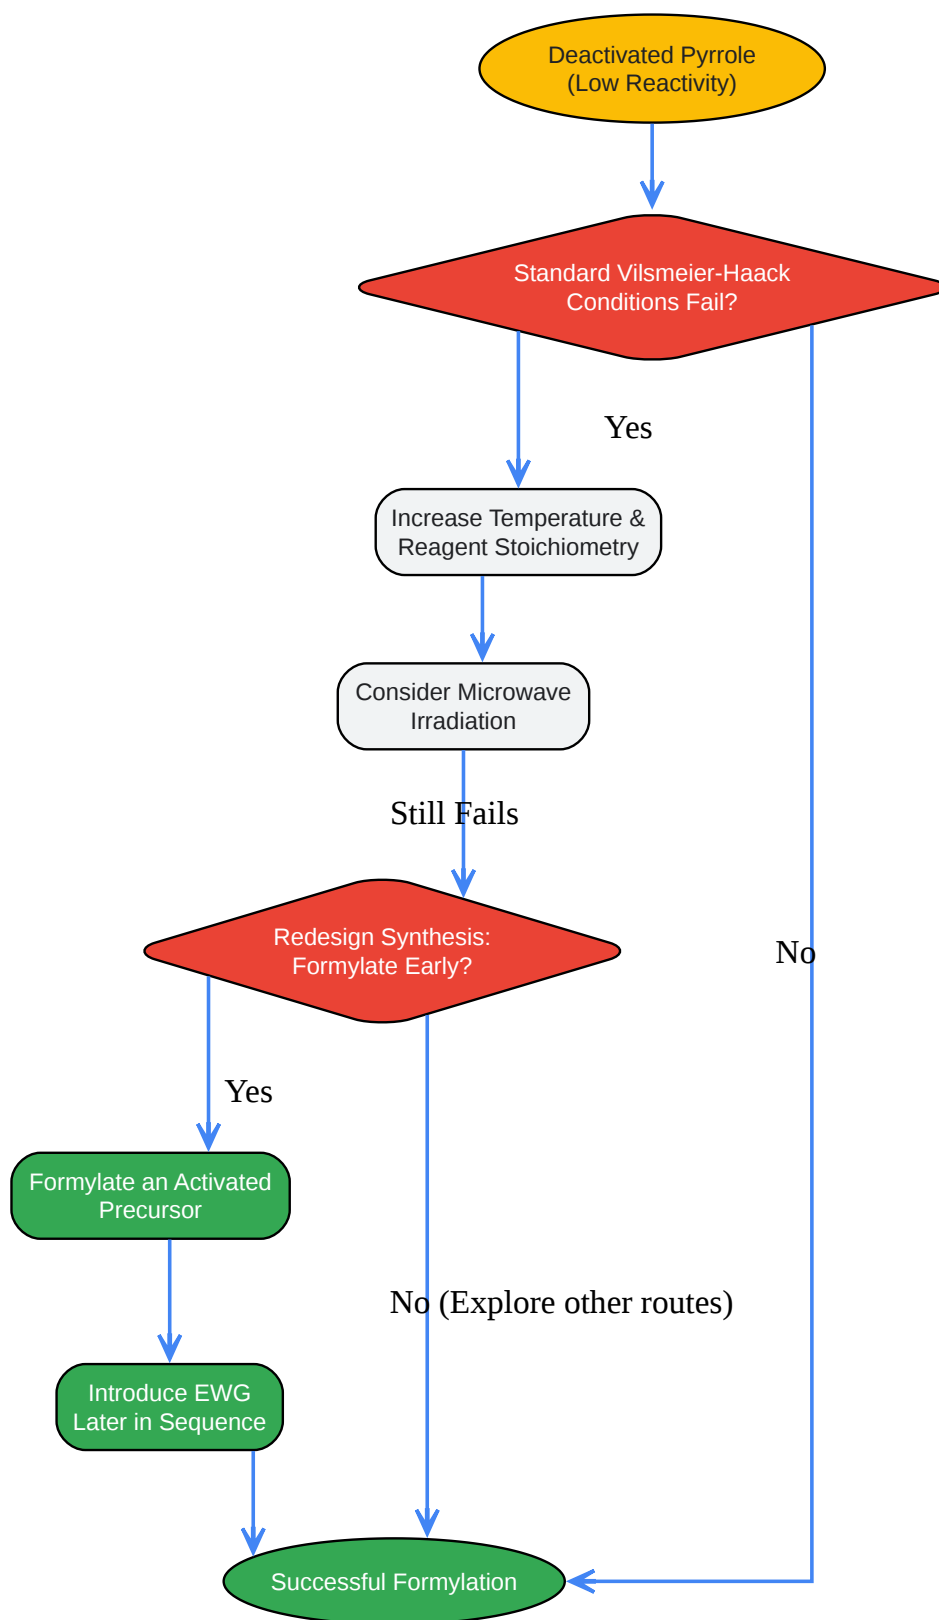 Deactivated Pyrrole
(Low Reactivity)
Standard Vilsmeier-Haack
Conditions Fail?
Yes
Increase Temperature &
Reagent Stoichiometry
Consider Microwave
Irradiation
Still Fails
Redesign Synthesis:
Formylate Early?
No
Yes
Formylate an Activated
Precursor
No (Explore other routes)
Introduce EWG
Later in Sequence
Successful Formylation